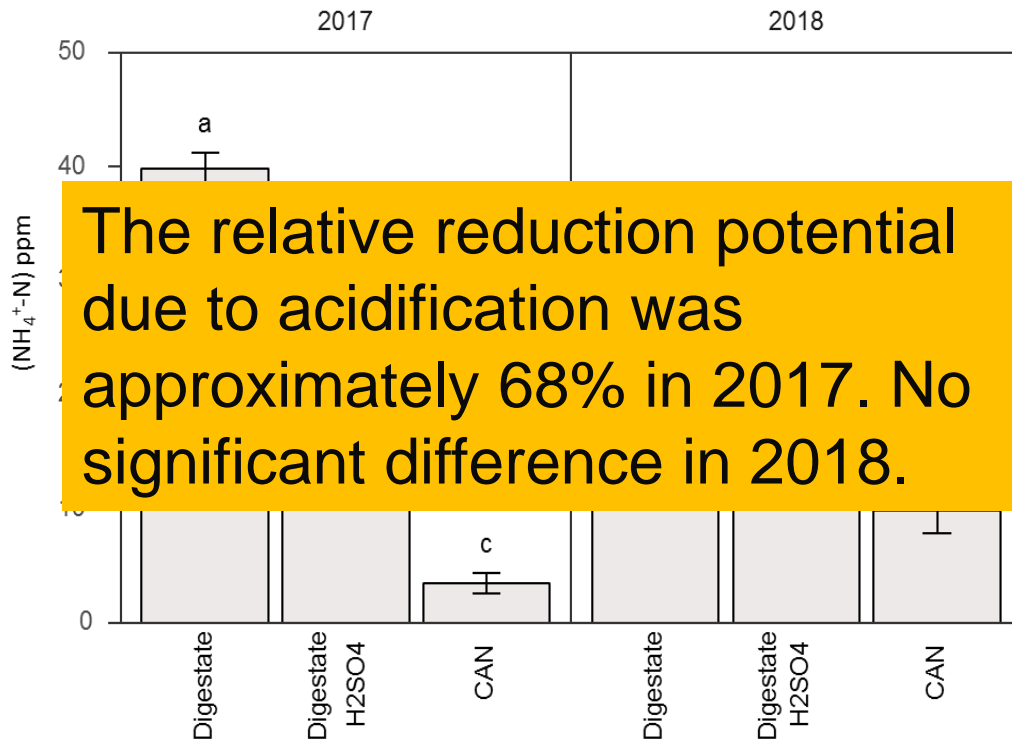 2017 2018
50
a
40
(NH4+-N) ppm
The relative reduction potential
due to acidification was
approximately 68% in 2017. No
significant difference in 2018.
c
0
Digestate
Digestate
H2SO4
CAN
Digestate
Digestate
H2SO4
CAN